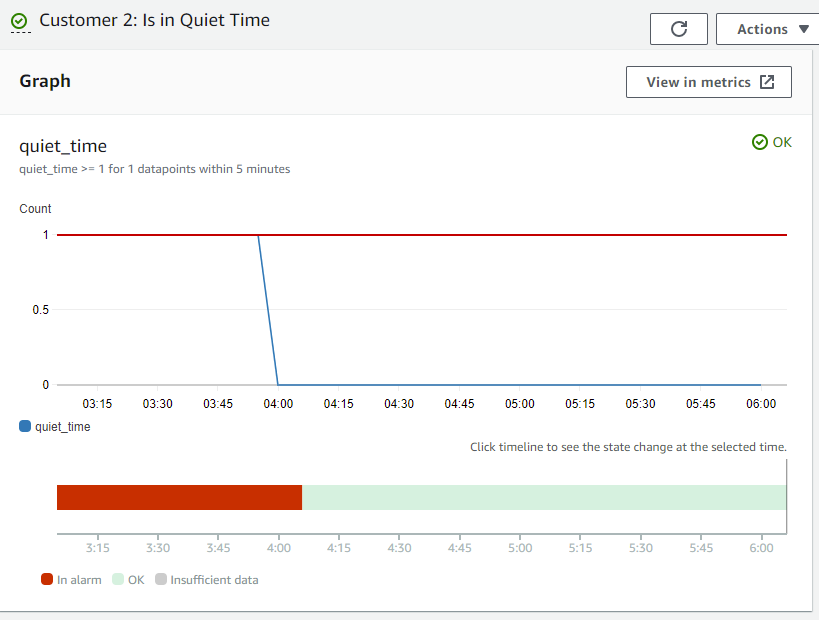 Customer 2: Is in Quiet Time
Actions
Graph
View in metrics
quiet_time
OK
quiet_time >= 1 for 1 datapoints within 5 minutes
Count
1
0.5
0
03:15 03:30 03:45 04:00 04:15 04:30 04:45 05:00 05:15 05:30 05:45 06:00
quiet_time
Click timeline to see the state change at the selected time.
3:15 3:30 3:45 4:00 4:15 4:30 4:45 5:00 5:15 5:30 5:45 6:00
In alarm OK Insufficient data